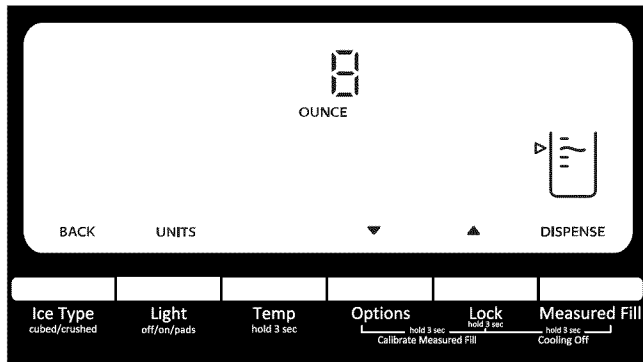 8
OUNCE
BACK UNITS ▼ ▲ DISPENSE
Ice Type Light Temp Options Lock Measured Fill
cubed/crushed off/on/pads hold 3 sec hold 3 sec hold 3 sec hold 3 sec
Calibrate Measured Fill Cooling Off